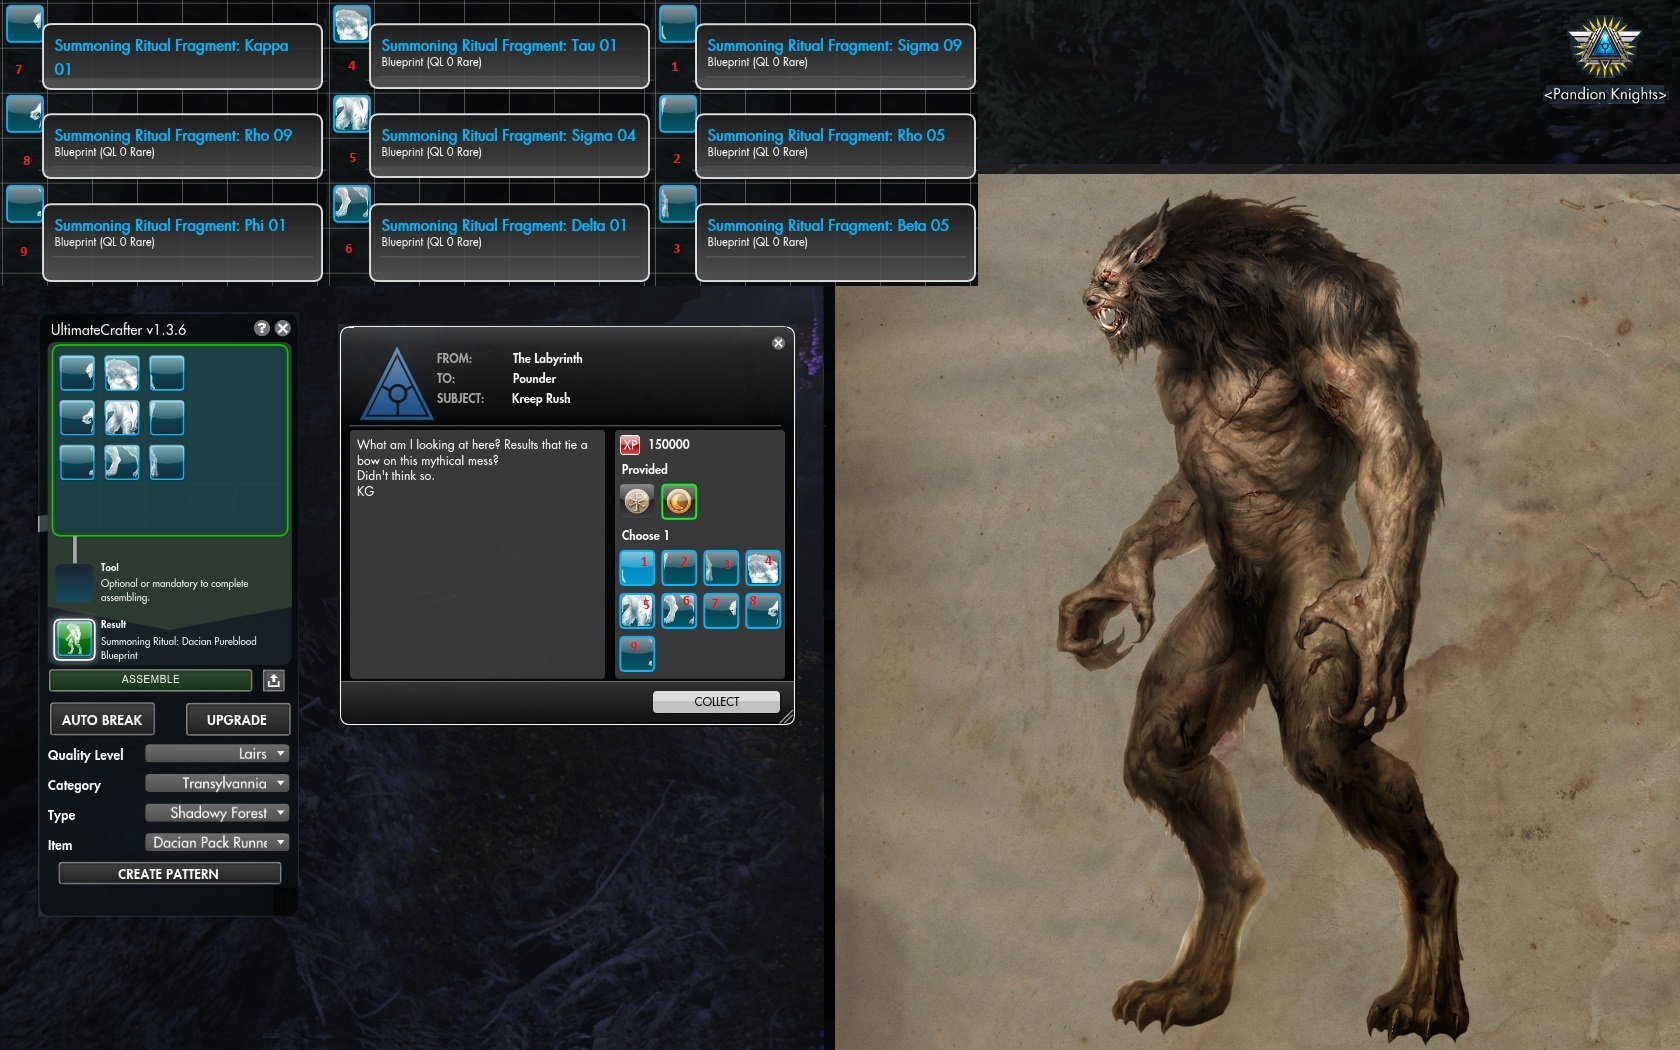 Summoning Ritual Fragment: Kappa
01
7
Summoning Ritual Fragment: Tau 01
Blueprint (QL 0 Rare)
4
Summoning Ritual Fragment: Sigma 09
Blueprint (QL 0 Rare)
1
<Pandion Knights>
Summoning Ritual Fragment: Rho 09
Blueprint (QL 0 Rare)
8
Summoning Ritual Fragment: Sigma 04
Blueprint (QL 0 Rare)
5
Summoning Ritual Fragment: Rho 05
Blueprint (QL 0 Rare)
2
Summoning Ritual Fragment: Phi 01
Blueprint (QL 0 Rare)
9
Summoning Ritual Fragment: Delta 01
Blueprint (QL 0 Rare)
6
Summoning Ritual Fragment: Beta 05
Blueprint (QL 0 Rare)
3
UltimateCrafter v1.3.6
?
Tool
Optional or mandatory to complete
assembling.
Result
Summoning Ritual: Dacian Pureblood
Blueprint
ASSEMBLE
AUTO BREAK
UPGRADE
Quality Level
Lairs
Category
Transylvannia
Type
Shadowy Forest
Item
Dacian Pack Runne
CREATE PATTERN
FROM: The Labyrinth
TO: Pounder
SUBJECT: Kreep Rush
What am I looking at here? Results that tie a
bow on this mythical mess?
Didn't think so.
KG
XP 150000
Provided
Choose 1
1 2 3 4
5 6 7 8
9
COLLECT